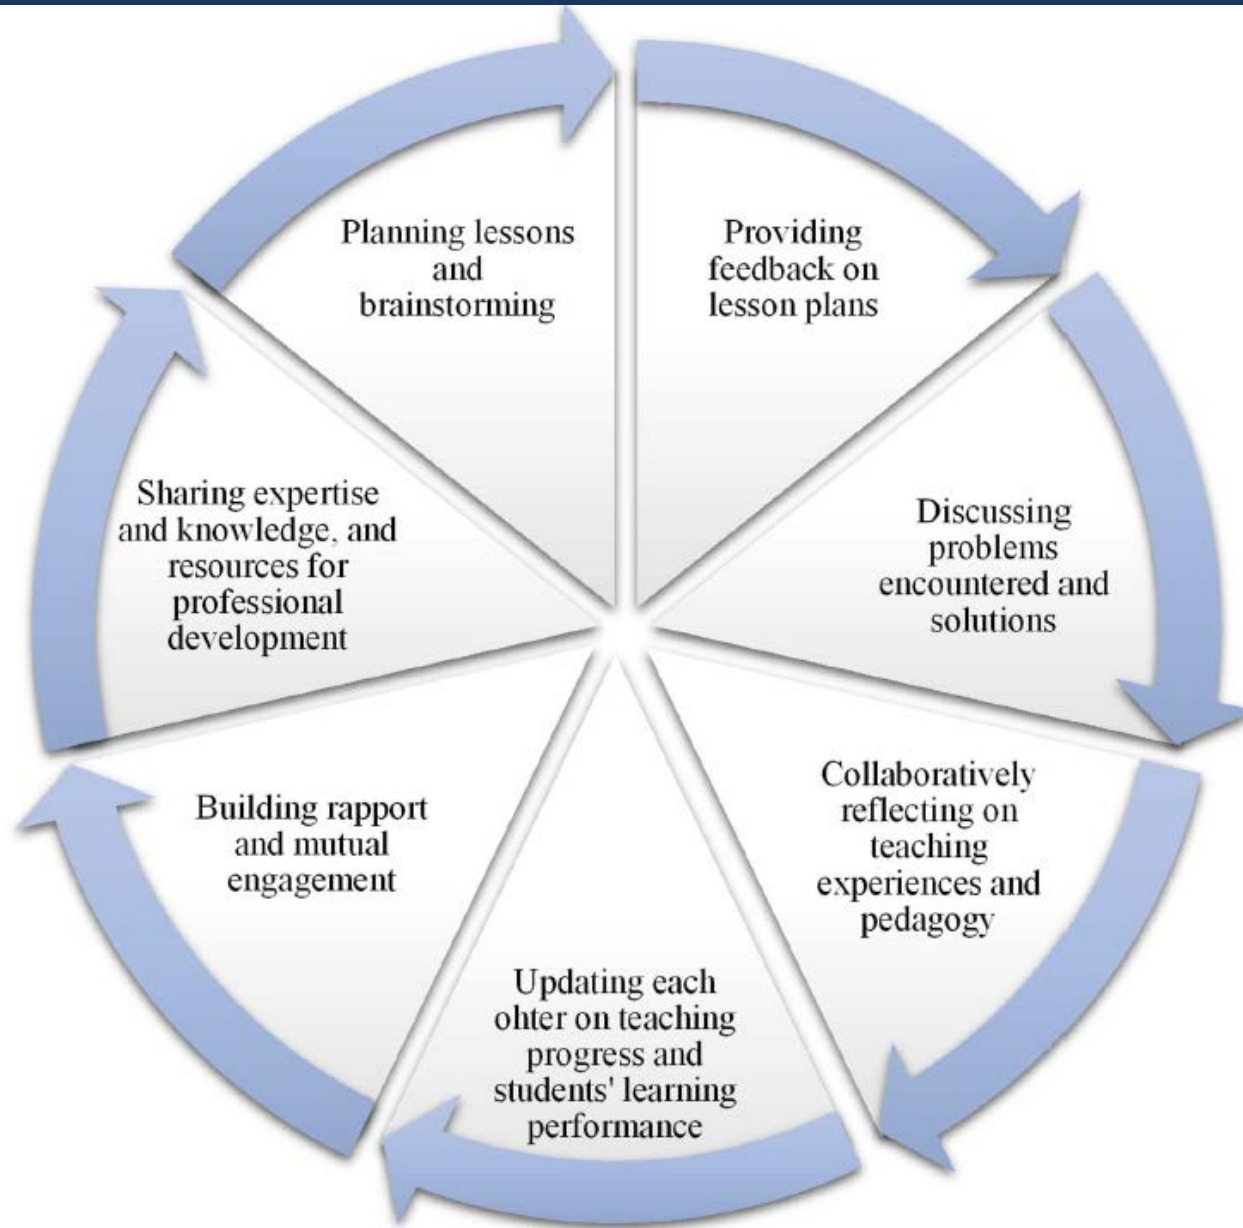 Planning lessons
and
brainstorming
Providing
feedback on
lesson plans
Discussing
problems
encountered and
solutions
Collaboratively
reflecting on
teaching
experiences and
pedagogy
Updating each
ohter on teaching
progress and
students' learning
performance
Building rapport
and mutual
engagement
Sharing expertise
and knowledge, and
resources for
professional
development